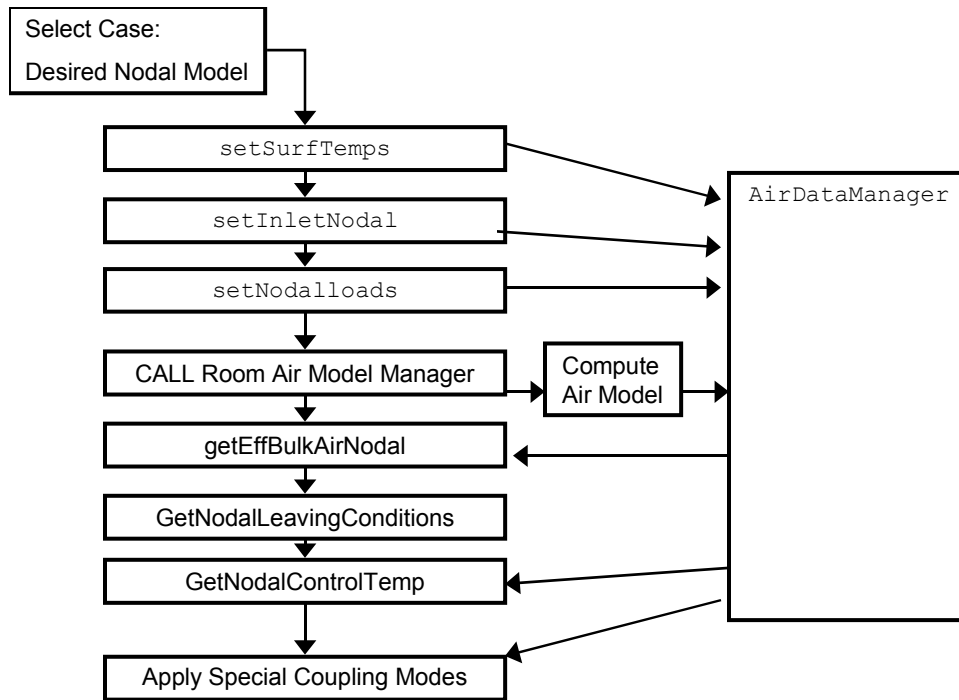 Select Case:
Desired Nodal Model
setSurfTemps
AirDataManager
setInletNodal
setNodalloads
CALL Room Air Model Manager
Compute
Air Model
getEffBulkAirNodal
GetNodalLeavingConditions
GetNodalControlTemp
Apply Special Coupling Modes